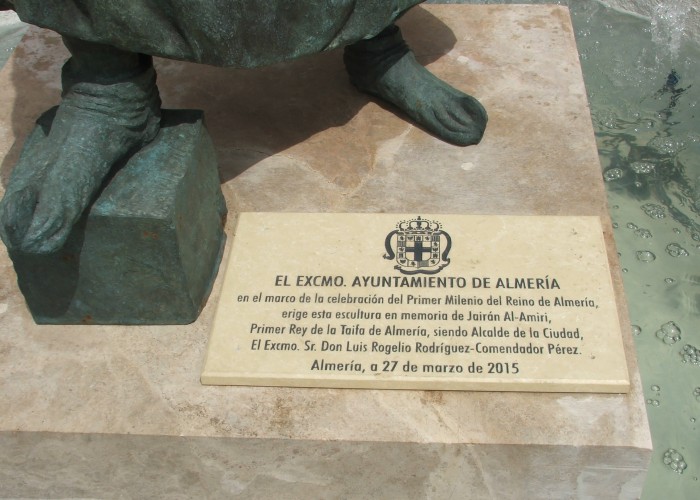 EL EXCMO. AYUNTAMIENTO DE ALMERÍA
en el marco de la celebración del Primer Milenio del Reino de Almería,
erige esta escultura en memoria de Jairán Al-Amiri,
Primer Rey de la Taifa de Almería, siendo Alcalde de la Ciudad,
El Excmo. Sr. Don Luis Rogelio Rodríguez-Comendador Pérez.
Almería, a 27 de marzo de 2015